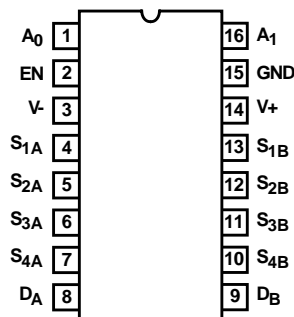 A0 1 16 A1
EN 2 15 GND
V- 3 14 V+
S1A 4 13 S1B
S2A 5 12 S2B
S3A 6 11 S3B
S4A 7 10 S4B
DA 8 9 DB